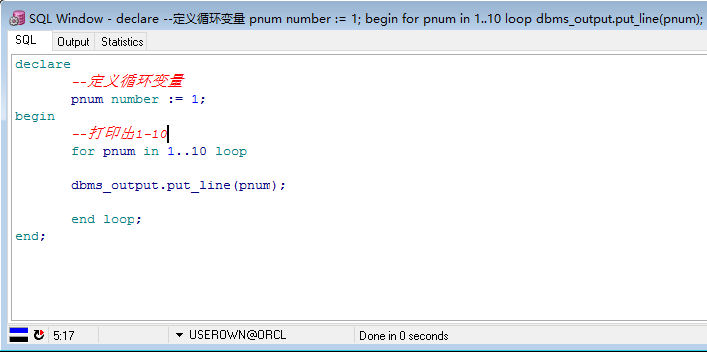 SQL Window - declare --定义循环变量 pnum number := 1; begin for pnum in 1..10 loop dbms_output.put_line(pnum);
SQL Output Statistics
declare
--定义循环变量
pnum number := 1;
begin
--打印出1-10
for pnum in 1..10 loop
dbms_output.put_line(pnum);
end loop;
end;
5:17 USEROWN@ORCL Done in 0 seconds